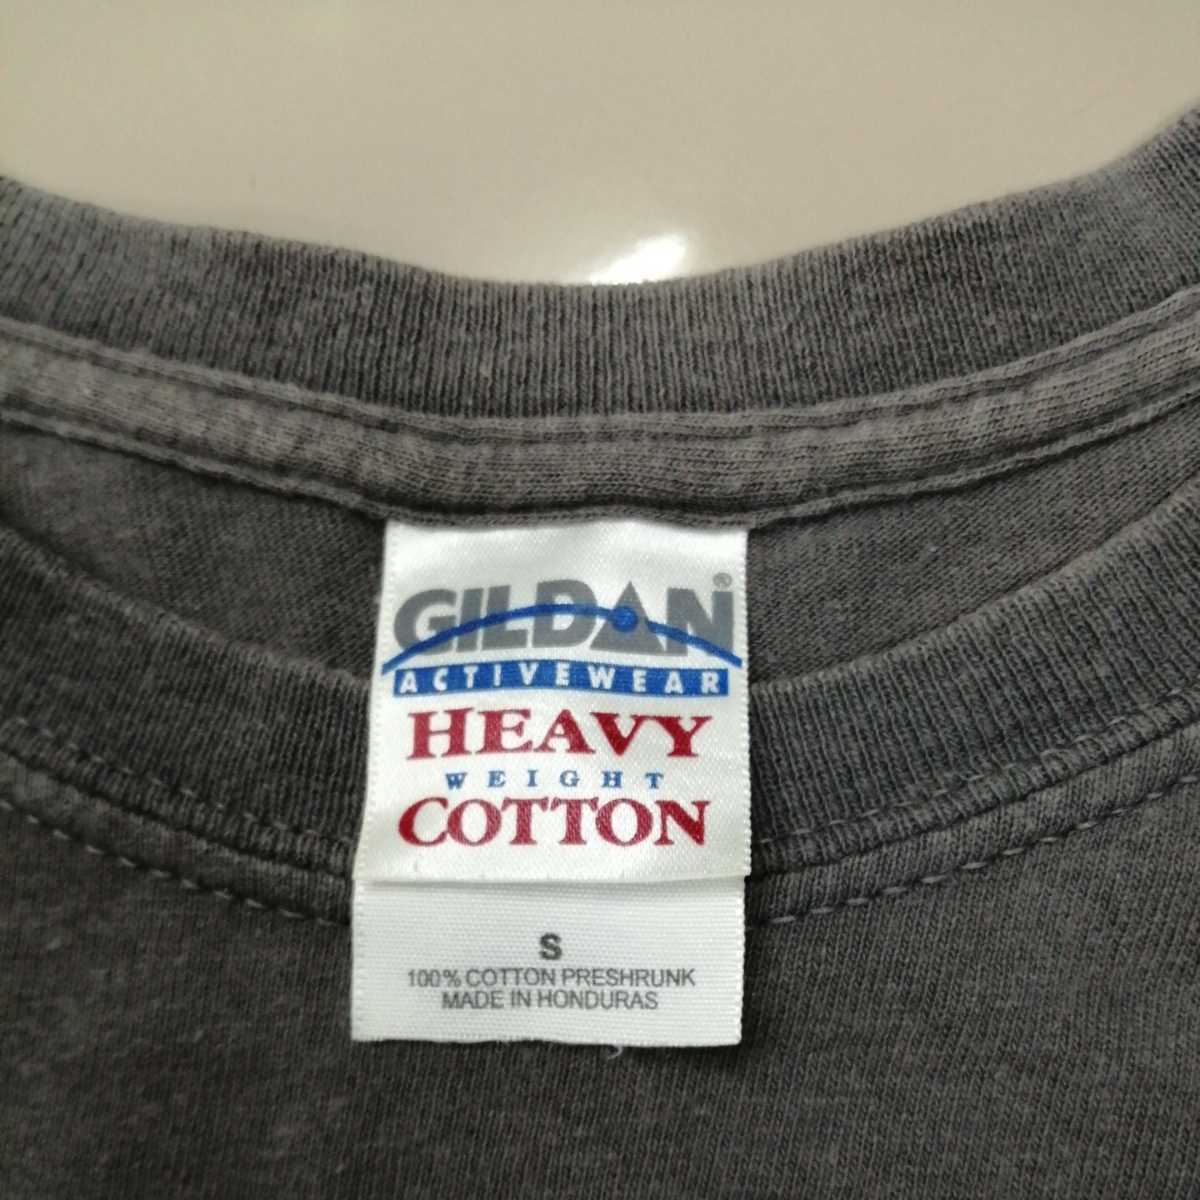 GILDAN®
ACTIVEWEAR
HEAVY
WEIGHT
COTTON
S
100% COTTON PRESHRUNK
MADE IN HONDURAS